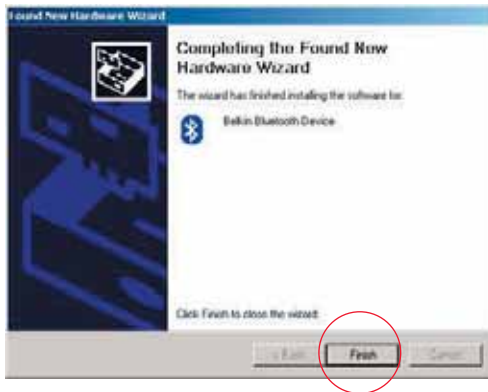 Found New Hardware Wizard
Completing the Found New
Hardware Wizard
The wizard has finished installing the software for:
Belkin Bluetooth Device
Click Finish to close the wizard.
< Back
Finish
Cancel